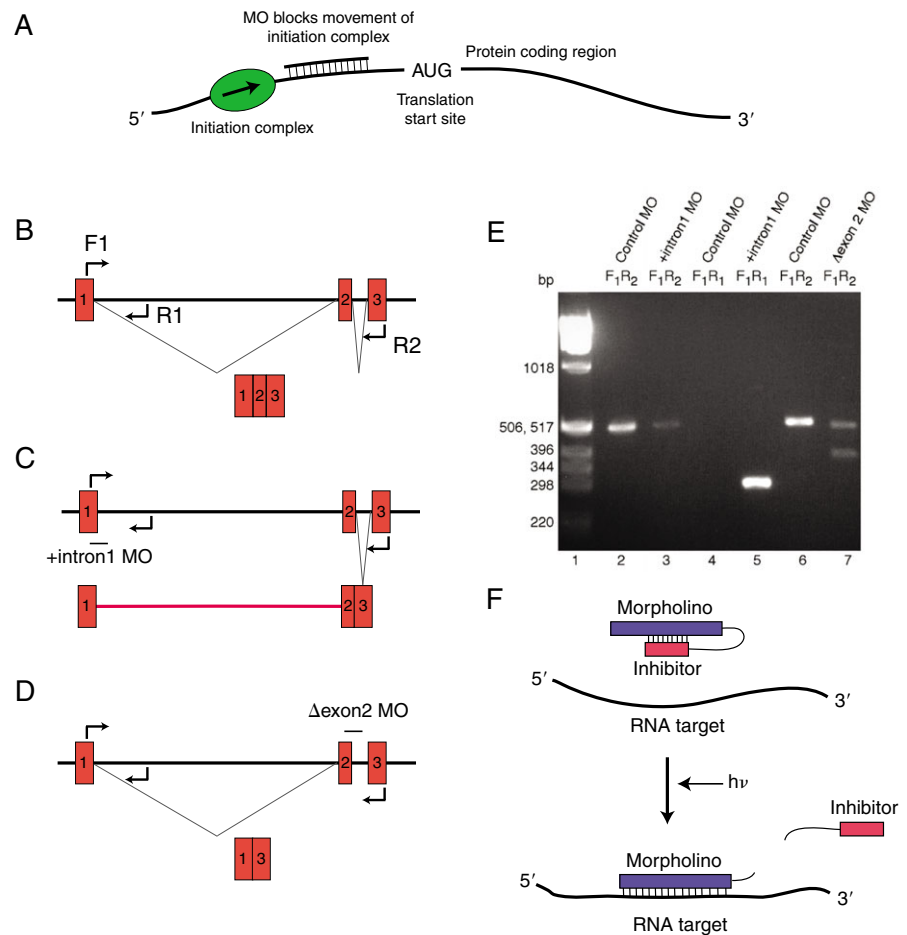 A
MO blocks movement of
initiation complex
Protein coding region
AUG
5′
Initiation complex
Translation
start site
3′
B
F1
1
R1
2
3
R2
1 2 3
C
1
2
3
+intron1 MO
1
2 3
D
Δexon2 MO
1
2
3
1 3
E
Control MO
+intron1 MO
Control MO
+intron1 MO
Control MO
Δexon 2 MO
bp
F1R2 F1R2 F1R1 F1R1 F1R2 F1R2
1018
506, 517
396
344
298
220
1 2 3 4 5 6 7
F
Morpholino
Inhibitor
5′
3′
RNA target
hν
Inhibitor
Morpholino
5′
3′
RNA target